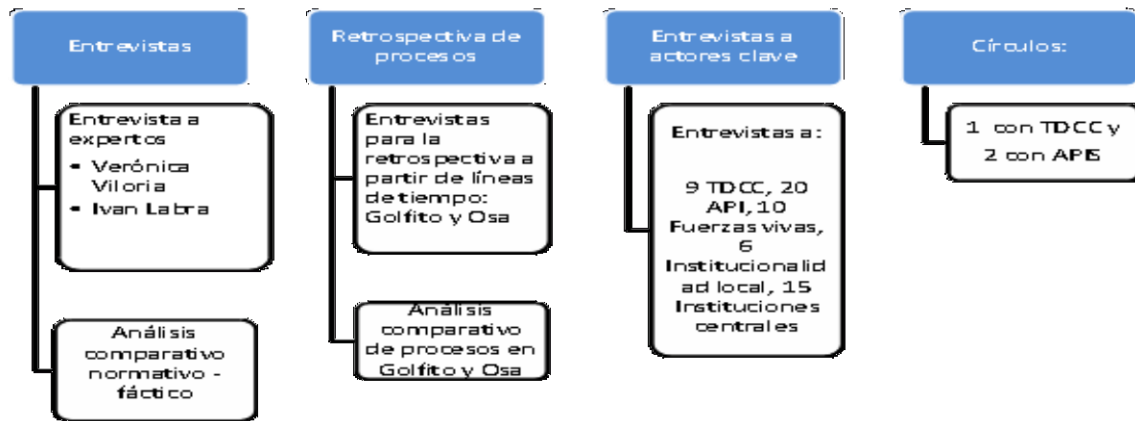 Entrevistas
Entrevista a
expertos
• Verónica
Viloria
• Ivan Labra
Análisis
comparativo
normativo -
fáctico
Retrospectiva de
procesos
Entrevistas
para la
retrospectiva a
partir de líneas
de tiempo:
Golfito y Osa
Análisis
comparativo
de procesos en
Golfito y Osa
Entrevistas a
actores clave
Entrevistas a:
9 TDCC, 20
API, 10
Fuerzas vivas,
6
Institucionalid
ad local, 15
Instituciones
centrales
Círculos:
1 con TDCC y
2 con APIS